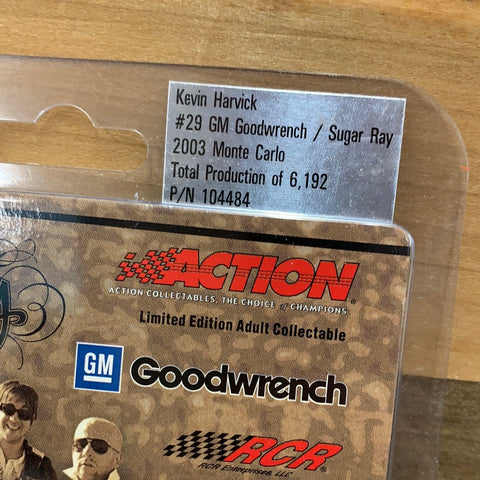 Kevin Harvick
#29 GM Goodwrench / Sugar Ray
2003 Monte Carlo
Total Production of 6,192
P/N 104484
ACTION®
ACTION COLLECTABLES, THE CHOICE of CHAMPIONS
Limited Edition Adult Collectable
GM Goodwrench
RCR®
RCR Enterprises, LLC